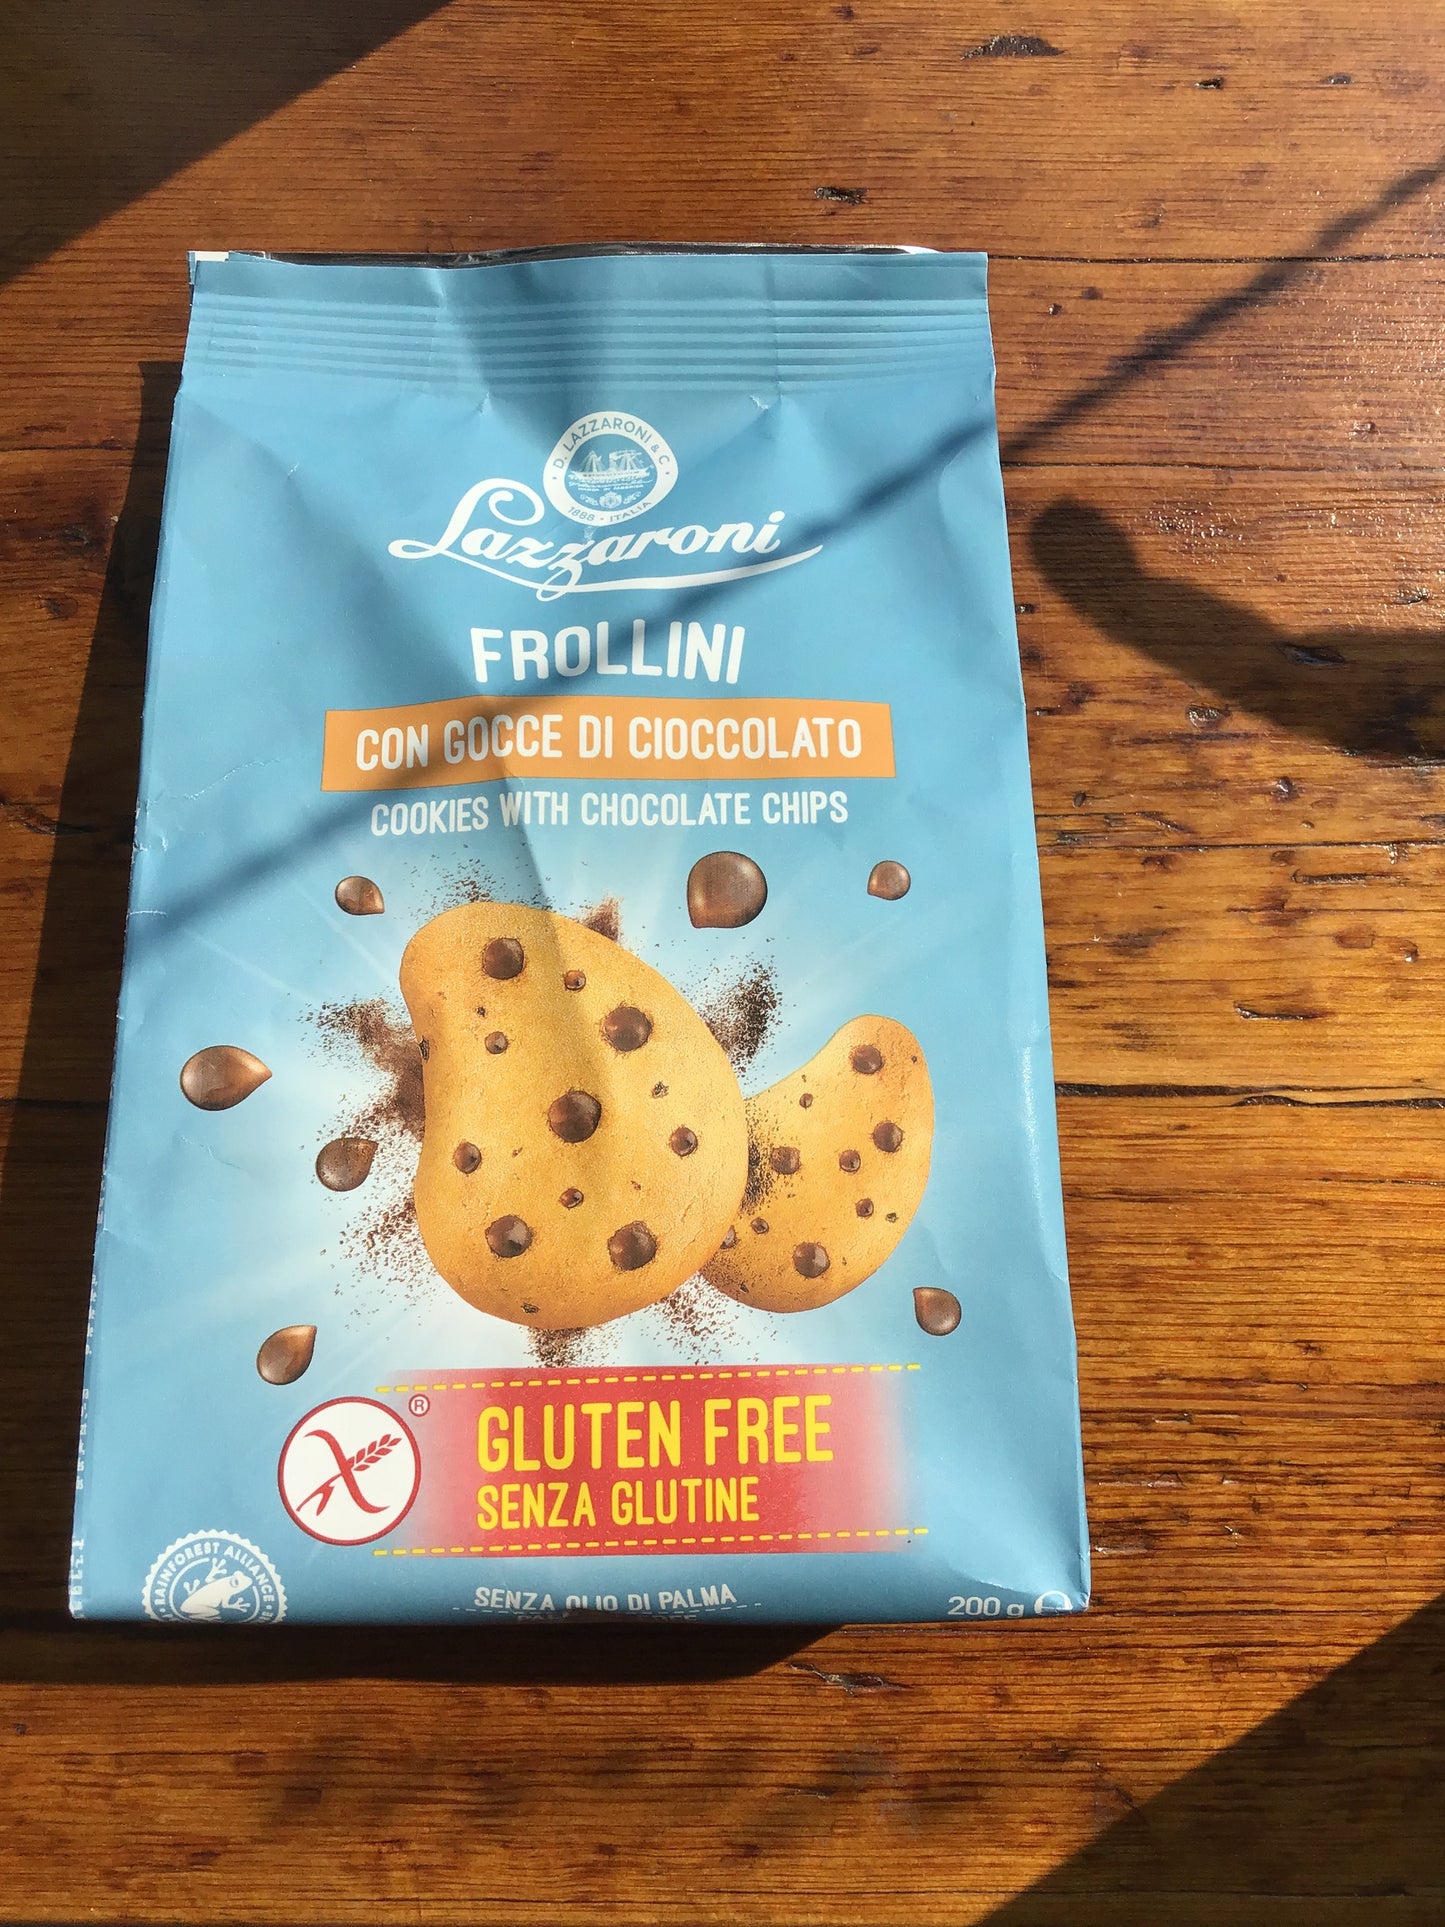 D. LAZZARONI & C.
1888 • ITALIA
Lazzaroni
FROLLINI
CON GOCCE DI CIOCCOLATO
COOKIES WITH CHOCOLATE CHIPS
®
GLUTEN FREE
SENZA GLUTINE
RAINFOREST ALLIANCE
SENZA OLIO DI PALMA
200 g ℮